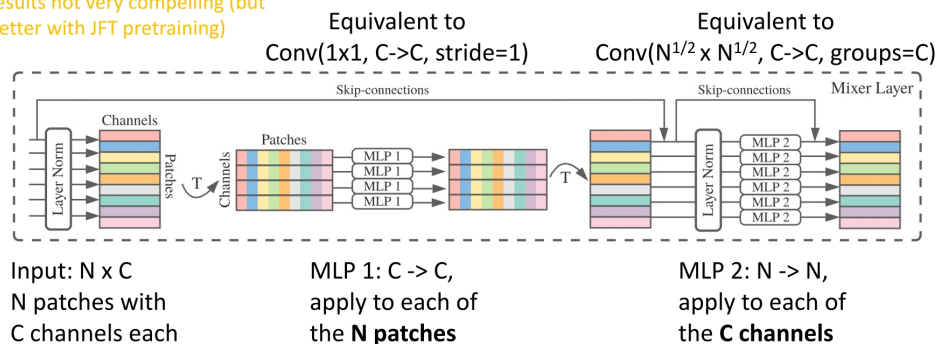 esults not very compelling (but
etter with JFT pretraining)
Equivalent to
Conv(1x1, C->C, stride=1)
Equivalent to
Conv(N^1/2 x N^1/2, C->C, groups=C)
Skip-connections
Skip-connections
Mixer Layer
Channels
Patches
Layer Norm
Patches
T
Channels
MLP 1
MLP 1
MLP 1
MLP 1
T
Layer Norm
MLP 2
MLP 2
MLP 2
MLP 2
MLP 2
MLP 2
Input: N x C
N patches with
C channels each
MLP 1: C -> C,
apply to each of
the N patches
MLP 2: N -> N,
apply to each of
the C channels